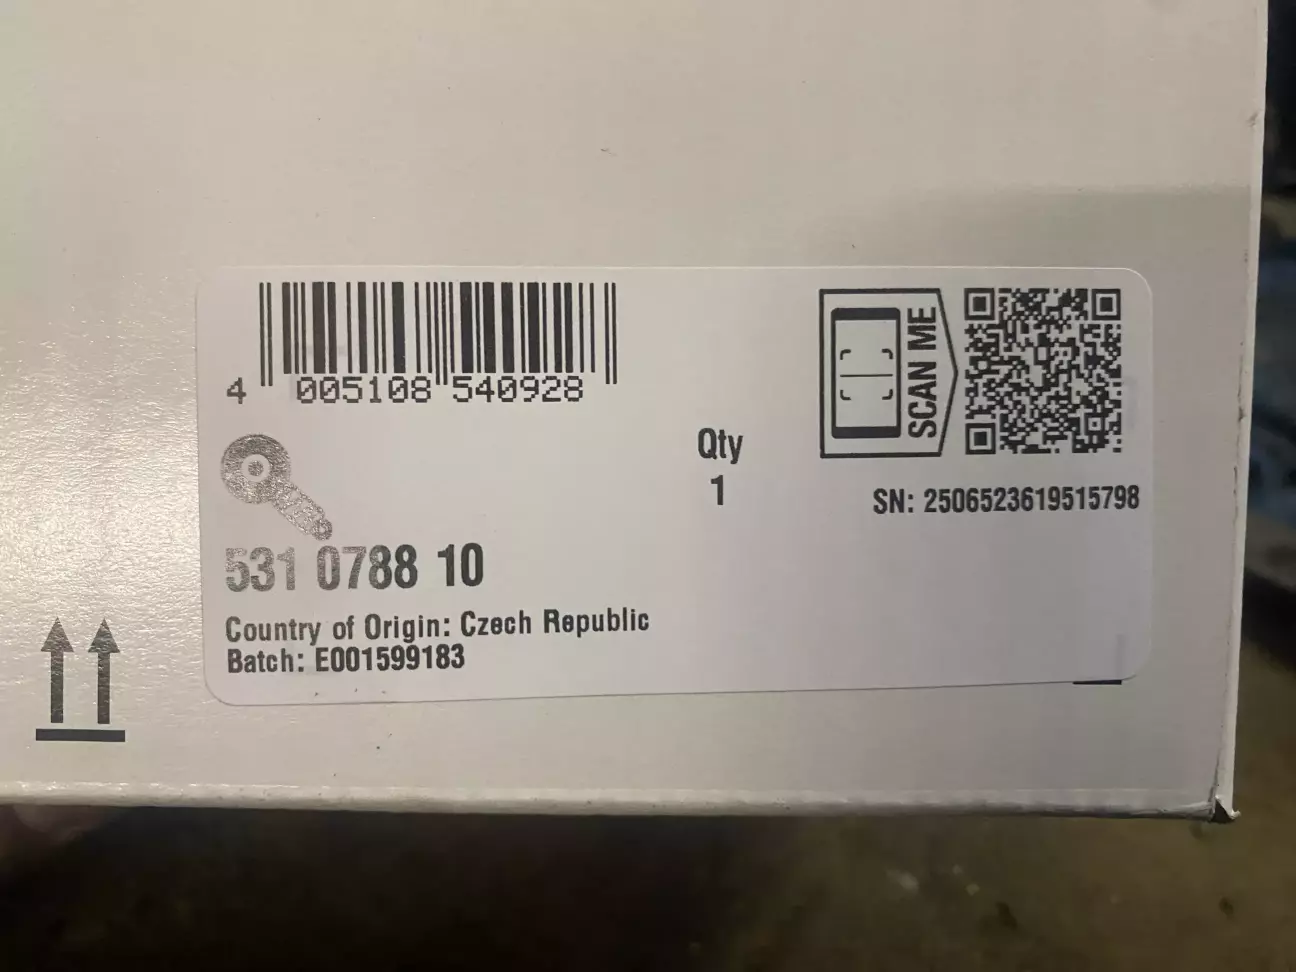 4 005108 540928
SCAN ME
Qty
1
SN: 2506523619515798
531 0788 10
Country of Origin: Czech Republic
Batch: E001599183